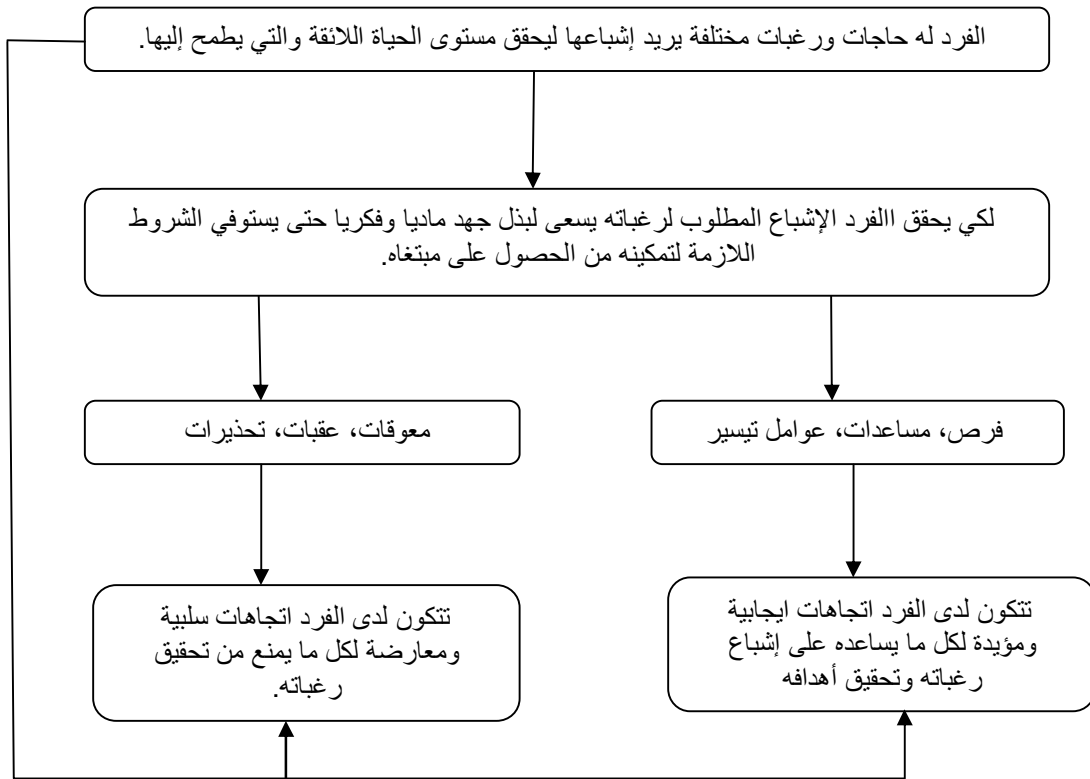 الفرد له حاجات ورغبات مختلفة يريد إشباعها ليحقق مستوى الحياة اللائقة والتي يطمح إليها.
لكي يحقق االفرد الإشباع المطلوب لرغباته يسعى لبذل جهد ماديا وفكريا حتى يستوفي الشروط
اللازمة لتمكينه من الحصول على مبتغاه.
فرص، مساعدات، عوامل تيسير
معوقات، عقبات، تحذيرات
تتكون لدى الفرد اتجاهات ايجابية
ومؤيدة لكل ما يساعده على إشباع
رغباته وتحقيق أهدافه
تتكون لدى الفرد اتجاهات سلبية
ومعارضة لكل ما يمنع من تحقيق
رغباته.